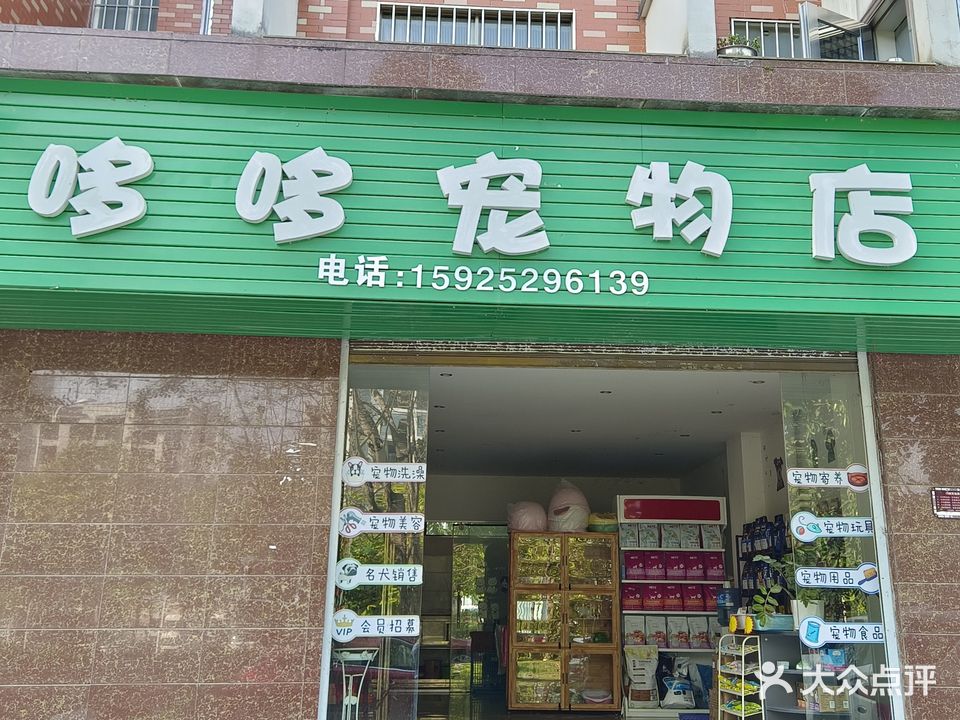 哆哆宠物店
电话:15925296139
宠物洗澡
宠物美容
名犬销售
VIP 会员招募
宠物寄养
宠物玩具
宠物用品
宠物食品
大众点评